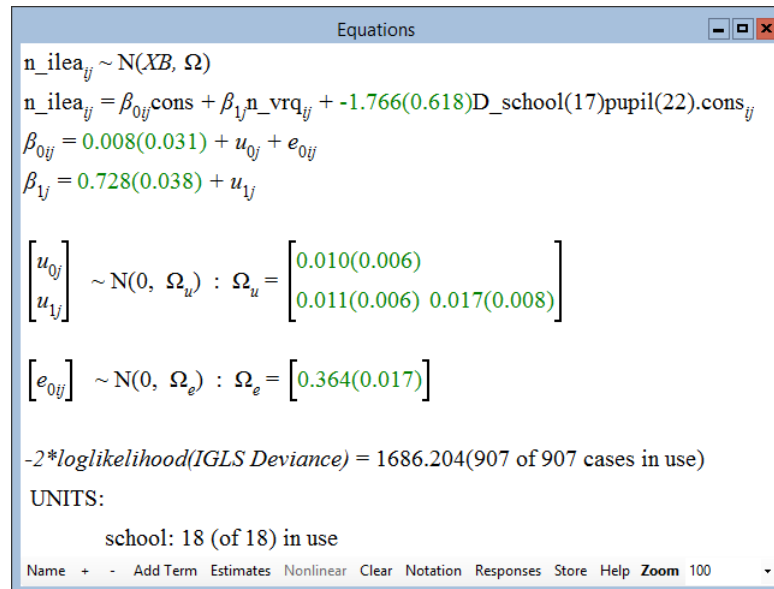 Equations
n_ilea_ij ~ N(XB, Ω)
n_ilea_ij = β_0ij cons + β_1j n_vrq_ij + -1.766(0.618)D_school(17)pupil(22).cons_ij
β_0ij = 0.008(0.031) + u_0j + e_0ij
β_1j = 0.728(0.038) + u_1j
[u_0j u_1j] ~ N(0, Ω_u) : Ω_u = [0.010(0.006)
0.011(0.006) 0.017(0.008)]
[e_0ij] ~ N(0, Ω_e) : Ω_e = [0.364(0.017)]
-2*loglikelihood(IGLS Deviance) = 1686.204(907 of 907 cases in use)
UNITS:
school: 18 (of 18) in use
Name + - Add Term Estimates Nonlinear Clear Notation Responses Store Help Zoom 100